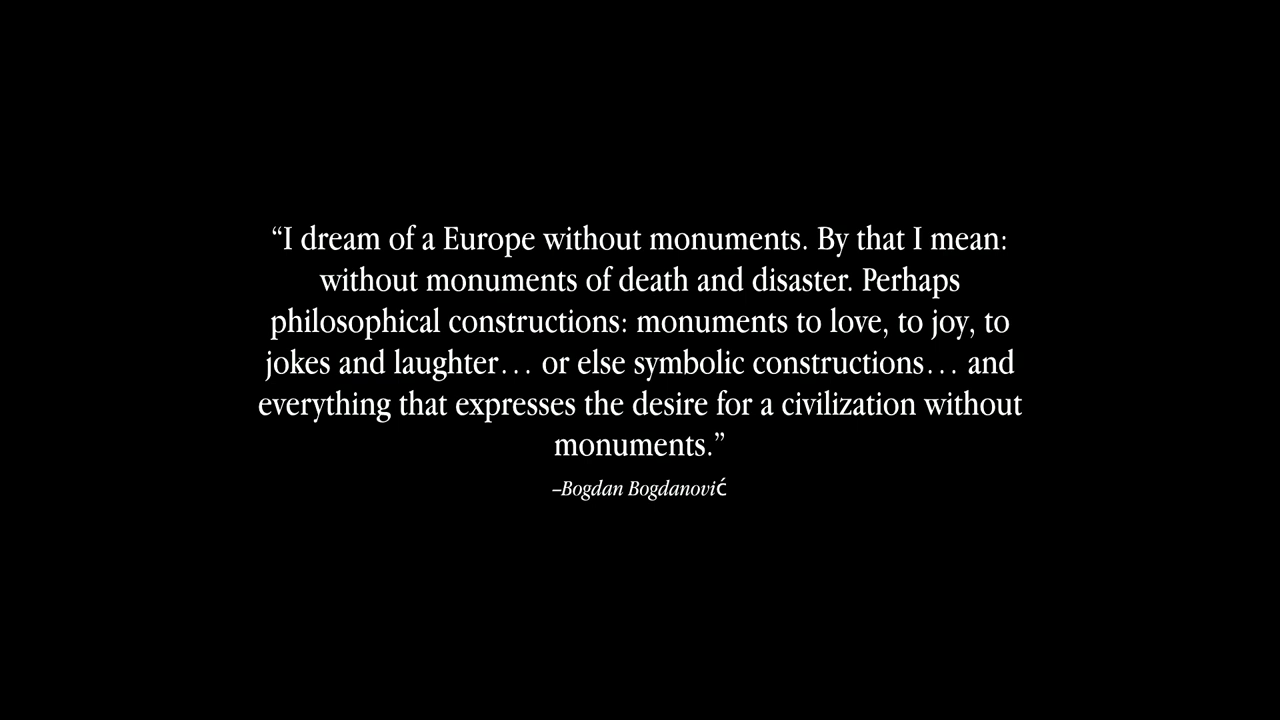 “I dream of a Europe without monuments. By that I mean:
without monuments of death and disaster. Perhaps
philosophical constructions: monuments to love, to joy, to
jokes and laughter… or else symbolic constructions… and
everything that expresses the desire for a civilization without
monuments.”
–Bogdan Bogdanović